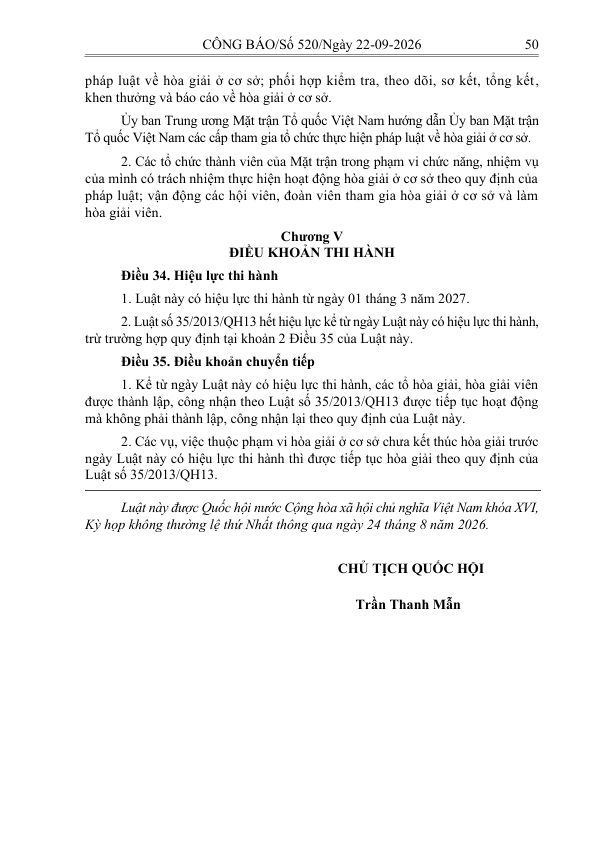 CÔNG BÁO/Số 520/Ngày 22-09-2026 50
pháp luật về hòa giải ở cơ sở; phối hợp kiểm tra, theo dõi, sơ kết, tổng kết,
khen thưởng và báo cáo về hòa giải ở cơ sở.
Ủy ban Trung ương Mặt trận Tổ quốc Việt Nam hướng dẫn Ủy ban Mặt trận
Tổ quốc Việt Nam các cấp tham gia tổ chức thực hiện pháp luật về hòa giải ở cơ sở.
2. Các tổ chức thành viên của Mặt trận trong phạm vi chức năng, nhiệm vụ
của mình có trách nhiệm thực hiện hoạt động hòa giải ở cơ sở theo quy định của
pháp luật; vận động các hội viên, đoàn viên tham gia hòa giải ở cơ sở và làm
hòa giải viên.
Chương V
ĐIỀU KHOẢN THI HÀNH
Điều 34. Hiệu lực thi hành
1. Luật này có hiệu lực thi hành từ ngày 01 tháng 3 năm 2027.
2. Luật số 35/2013/QH13 hết hiệu lực kể từ ngày Luật này có hiệu lực thi hành,
trừ trường hợp quy định tại khoản 2 Điều 35 của Luật này.
Điều 35. Điều khoản chuyển tiếp
1. Kể từ ngày Luật này có hiệu lực thi hành, các tổ hòa giải, hòa giải viên
được thành lập, công nhận theo Luật số 35/2013/QH13 được tiếp tục hoạt động
mà không phải thành lập, công nhận lại theo quy định của Luật này.
2. Các vụ, việc thuộc phạm vi hòa giải ở cơ sở chưa kết thúc hòa giải trước
ngày Luật này có hiệu lực thi hành thì được tiếp tục hòa giải theo quy định của
Luật số 35/2013/QH13.
Luật này được Quốc hội nước Cộng hòa xã hội chủ nghĩa Việt Nam khóa XVI,
Kỳ họp không thường lệ thứ Nhất thông qua ngày 24 tháng 8 năm 2026.
CHỦ TỊCH QUỐC HỘI
Trần Thanh Mẫn